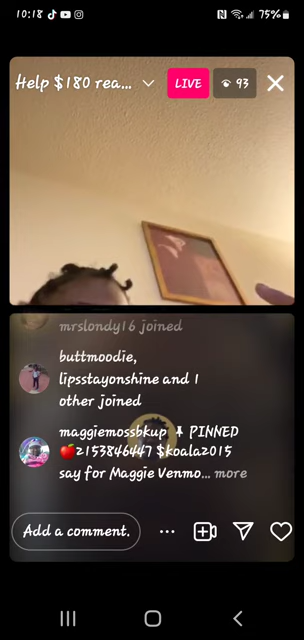 10:18 75%
Help $180 rea... LIVE 93
mrslondy16 joined
buttmoodie,
lipsstayonshine and 1
other joined
maggiemossbkup PINNED
🍎2153846447 $koala2015
say for Maggie Venmo... more
Add a comment.